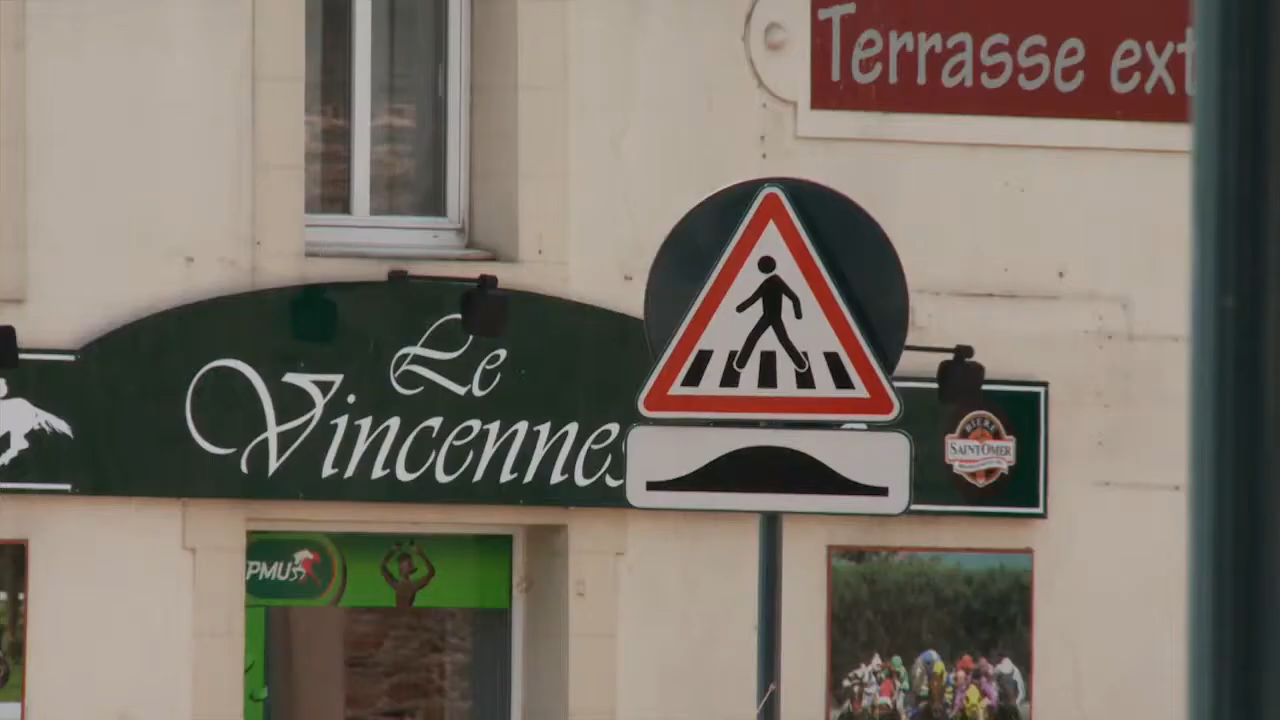 Terrasse ext
Le
Vincennes
BIÈRE
SAINT OMER
PMU